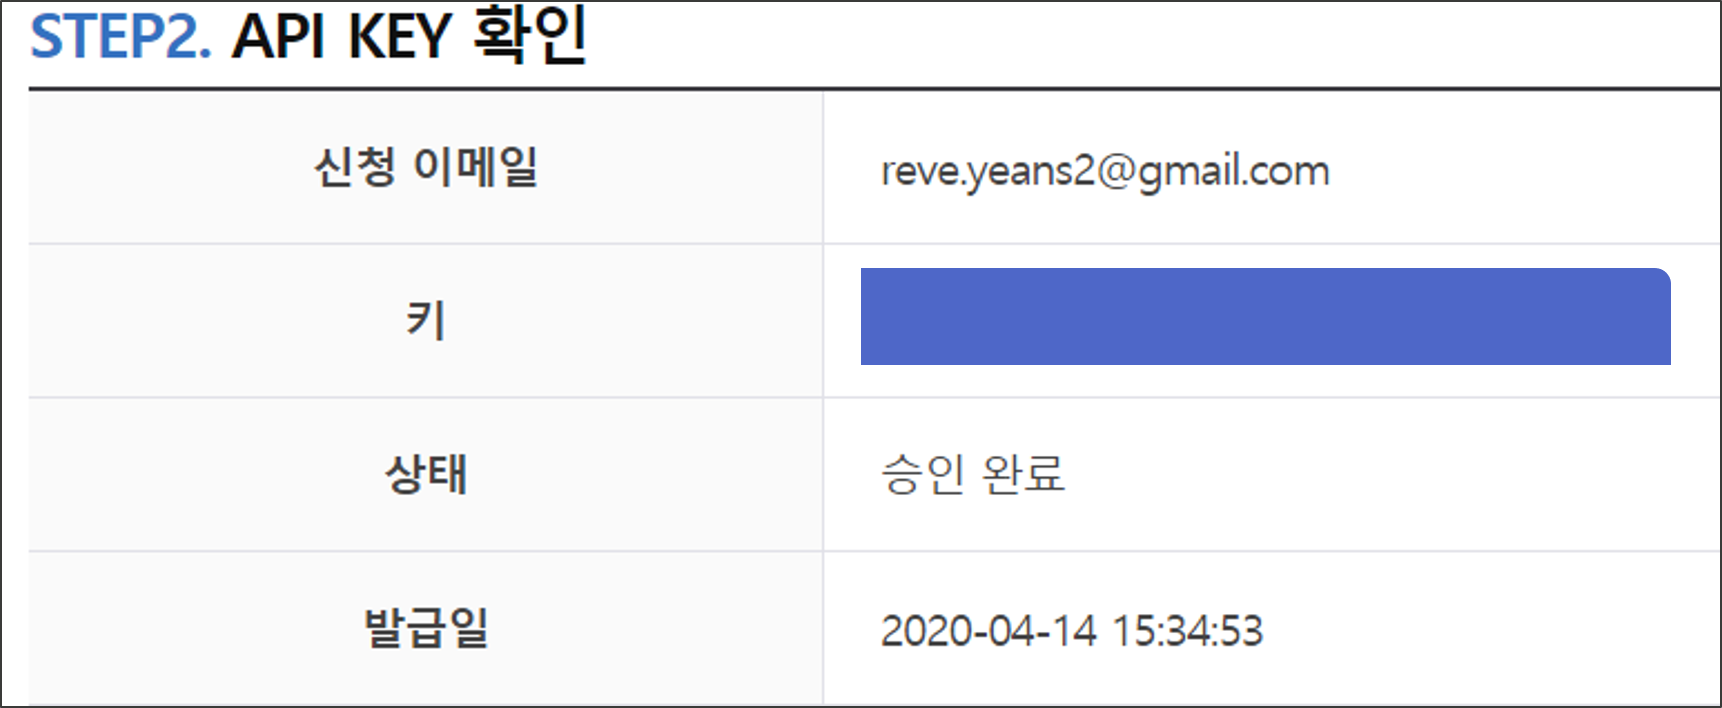 STEP2. API KEY 확인
신청 이메일 reve.yeans2@gmail.com
키
상태 승인 완료
발급일 2020-04-14 15:34:53